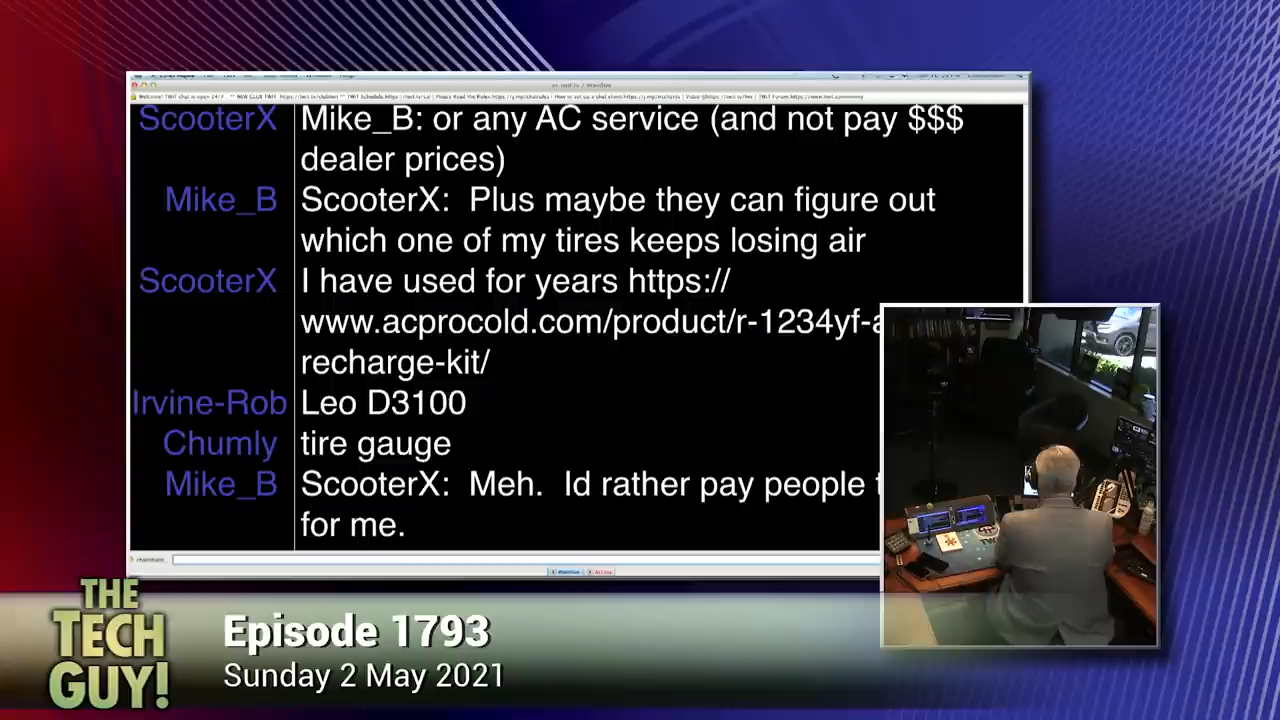 ScooterX Mike_B: or any AC service (and not pay $$$
dealer prices)
Mike_B ScooterX: Plus maybe they can figure out
which one of my tires keeps losing air
ScooterX I have used for years https://
www.acprocold.com/product/r-1234yf-
recharge-kit/
Irvine-Rob Leo D3100
Chumly tire gauge
Mike_B ScooterX: Meh. Id rather pay people
for me.
THE
TECH
GUY!
Episode 1793
Sunday 2 May 2021